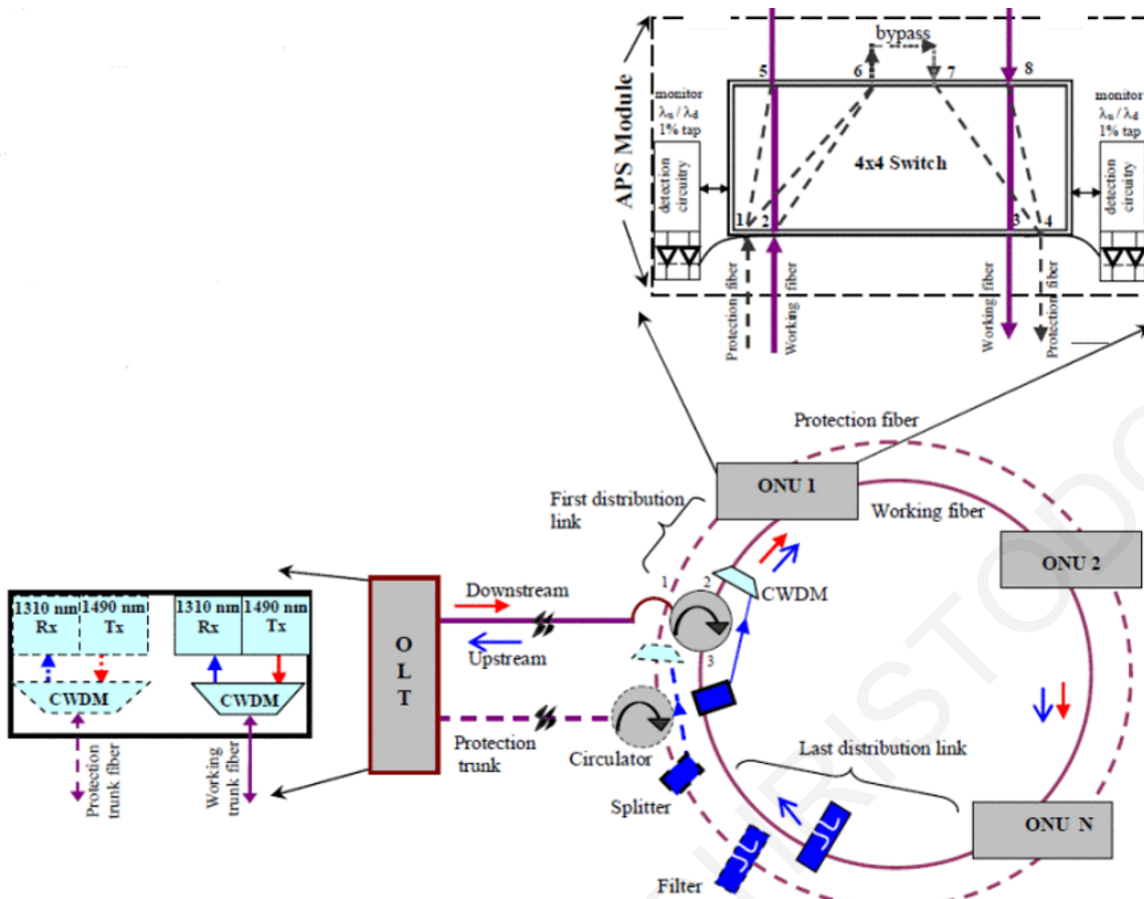 bypass
5
6
7
8
monitor
λu / λd
1% tap
detection
circuitry
APS Module
4x4 Switch
monitor
λu / λd
1% tap
detection
circuitry
1
2
3
4
Protection fiber
Working fiber
Working fiber
Protection fiber
Protection fiber
ONU 1
First distribution
link
Working fiber
ONU 2
1310 nm
Rx
1490 nm
Tx
1310 nm
Rx
1490 nm
Tx
CWDM
CWDM
Protection
trunk fiber
Working
trunk fiber
O
L
T
Downstream
Upstream
1
2
3
CWDM
Protection
trunk
Circulator
Last distribution link
Splitter
Filter
ONU N
CHRISTODO